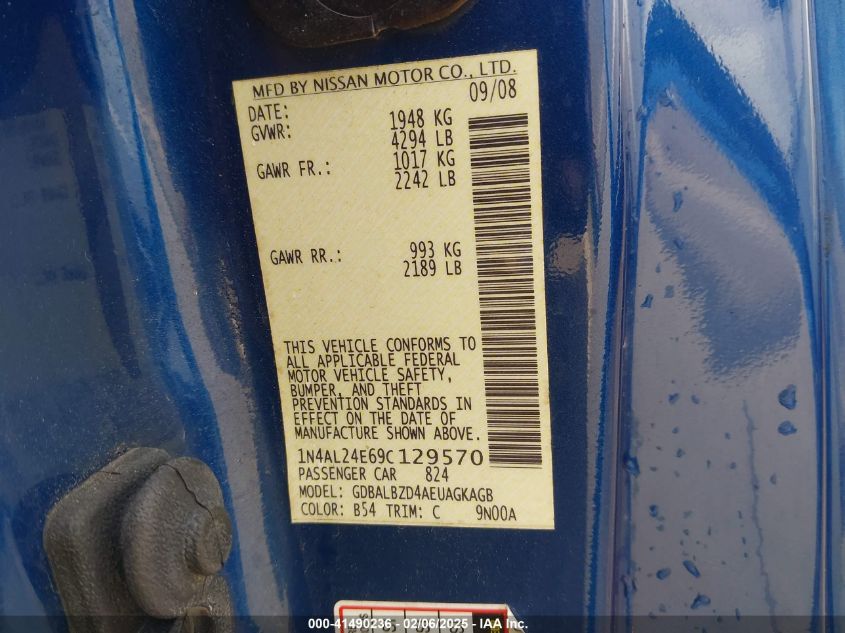 MFD BY NISSAN MOTOR CO., LTD.
DATE: 09/08
GVWR: 1948 KG
4294 LB
GAWR FR.: 1017 KG
2242 LB
GAWR RR.: 993 KG
2189 LB
THIS VEHICLE CONFORMS TO
ALL APPLICABLE FEDERAL
MOTOR VEHICLE SAFETY,
BUMPER, AND THEFT
PREVENTION STANDARDS IN
EFFECT ON THE DATE OF
MANUFACTURE SHOWN ABOVE.
1N4AL24E69C129570
PASSENGER CAR 824
MODEL: GDBALBZD4AEUAGKAGB
COLOR: B54 TRIM: C 9N00A
000-41490236 - 02/06/2025 - IAA Inc.